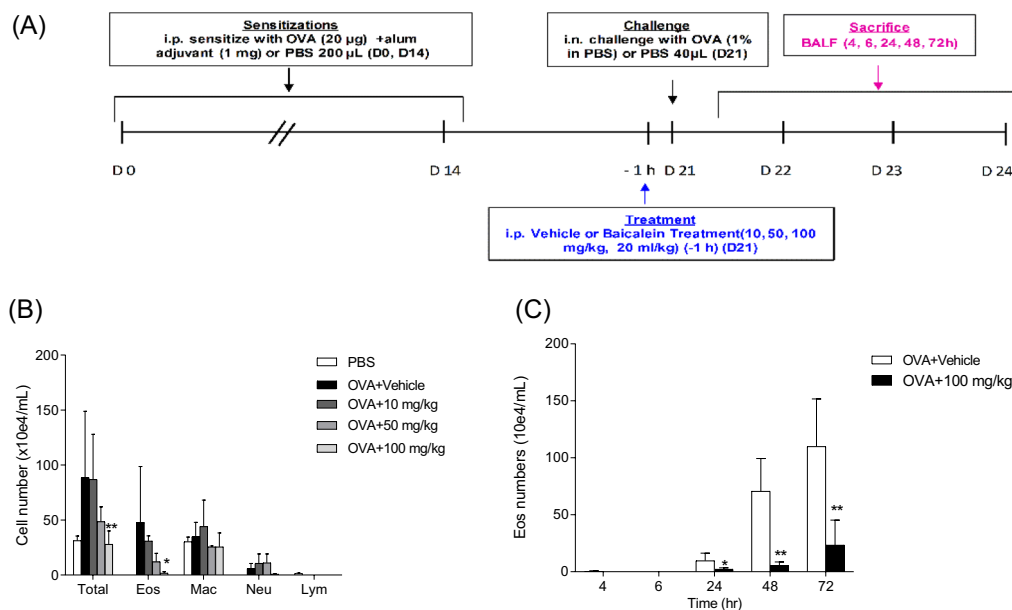 (A)
Sensitizations
i.p. sensitize with OVA (20 µg) +alum
adjuvant (1 mg) or PBS 200 µL (D0, D14)
Challenge
i.n. challenge with OVA (1%
in PBS) or PBS 40µL (D21)
Sacrifice
BALF (4, 6, 24, 48, 72h)
D 0
D 14
- 1 h
D 21
D 22
D 23
D 24
Treatment
i.p. Vehicle or Baicalein Treatment(10, 50, 100
mg/kg, 20 ml/kg) (-1 h) (D21)
(B)
Cell number (x10e4/mL)
200
150
100
50
0
PBS
OVA+Vehicle
OVA+10 mg/kg
OVA+50 mg/kg
OVA+100 mg/kg
**
*
Total Eos Mac Neu Lym
(C)
Eos numbers (10e4/mL)
200
150
100
50
0
OVA+Vehicle
OVA+100 mg/kg
*
**
**
4 6 24 48 72
Time (hr)